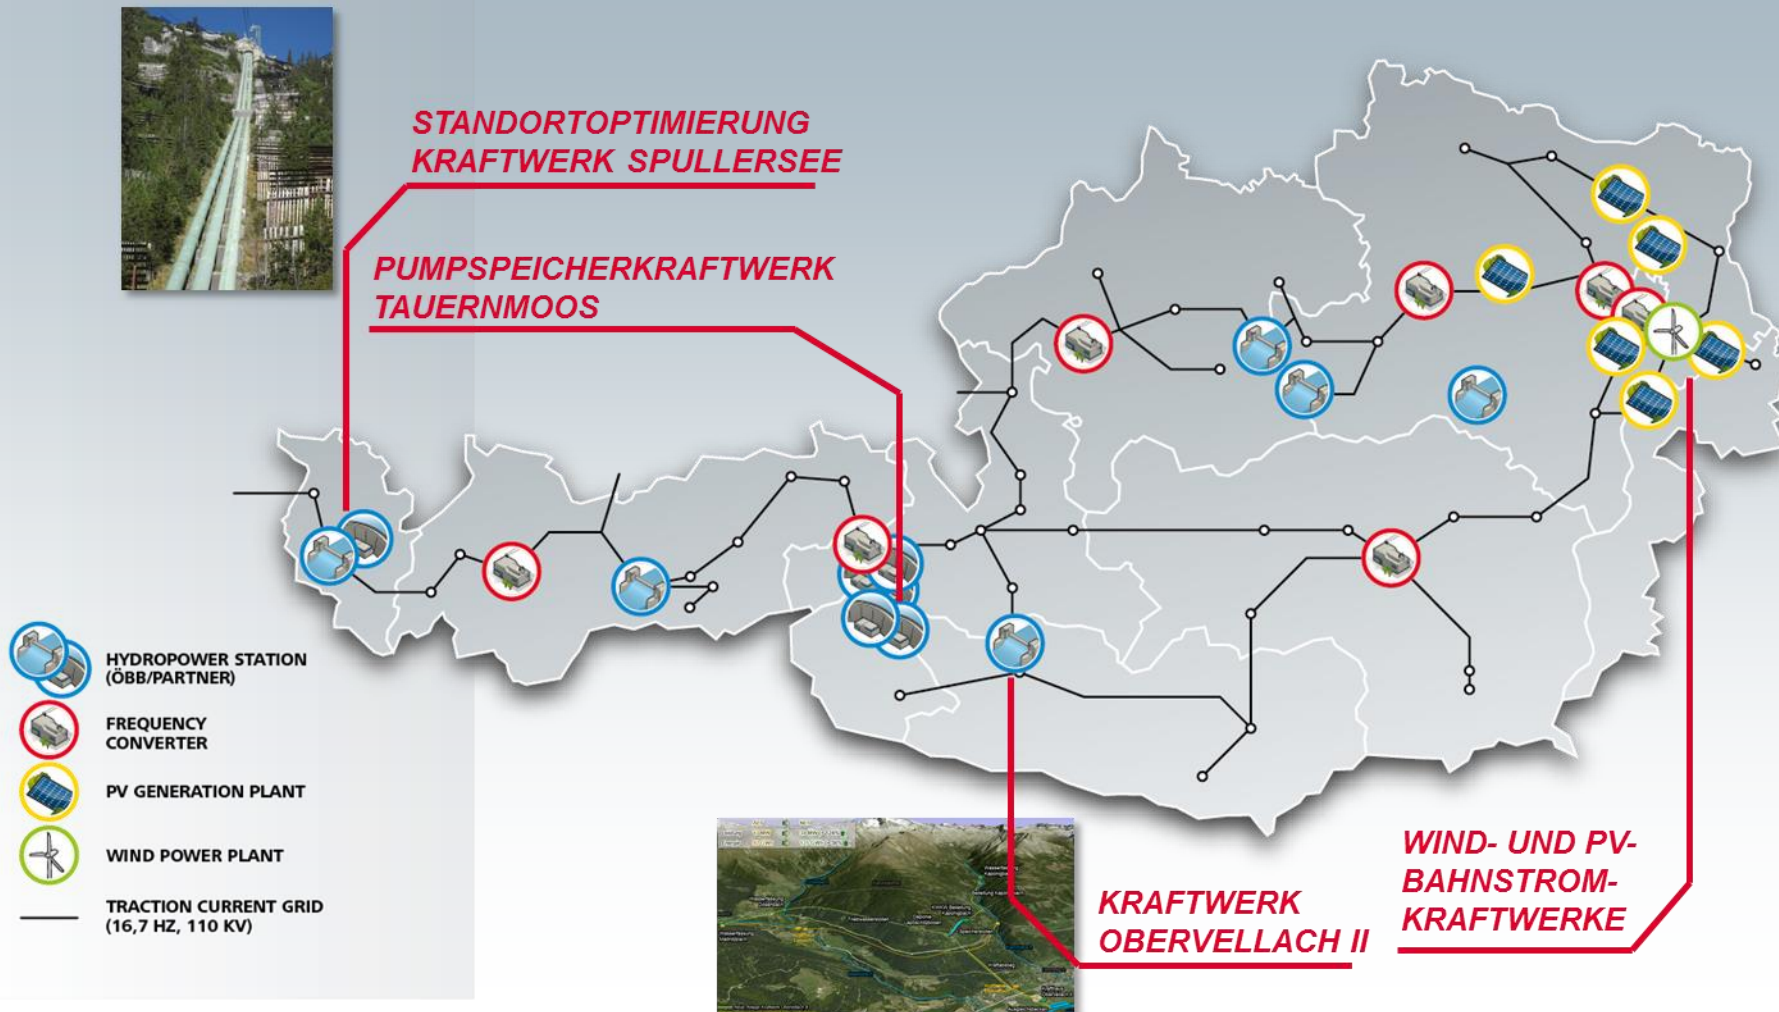 STANDORTOPTIMIERUNG
KRAFTWERK SPULLERSEE
PUMPSPEICHERKRAFTWERK
TAUERNMOOS
HYDROPOWER STATION
(ÖBB/PARTNER)
FREQUENCY
CONVERTER
PV GENERATION PLANT
WIND POWER PLANT
TRACTION CURRENT GRID
(16,7 HZ, 110 KV)
KRAFTWERK
OBERVELLACH II
WIND- UND PV-
BAHNSTROM-
KRAFTWERKE